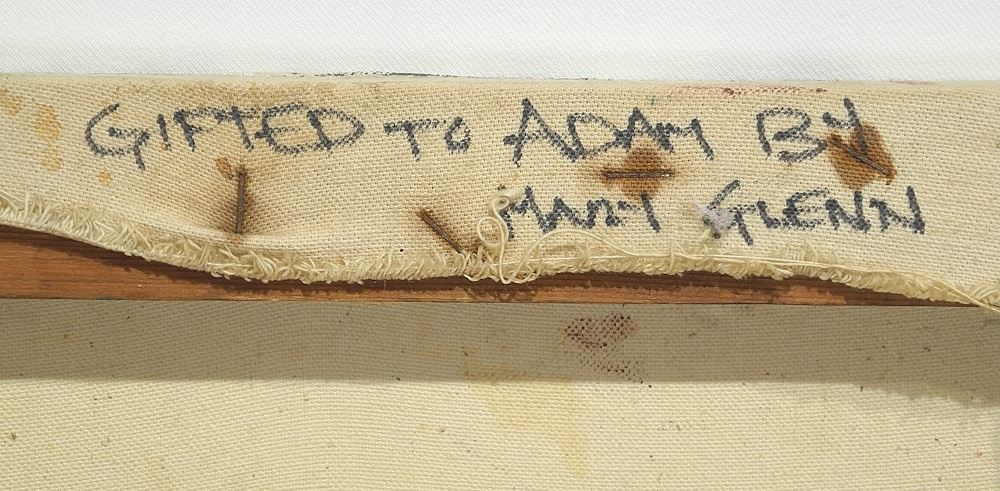 GIFTED TO ADAM BY
MARY GLENN